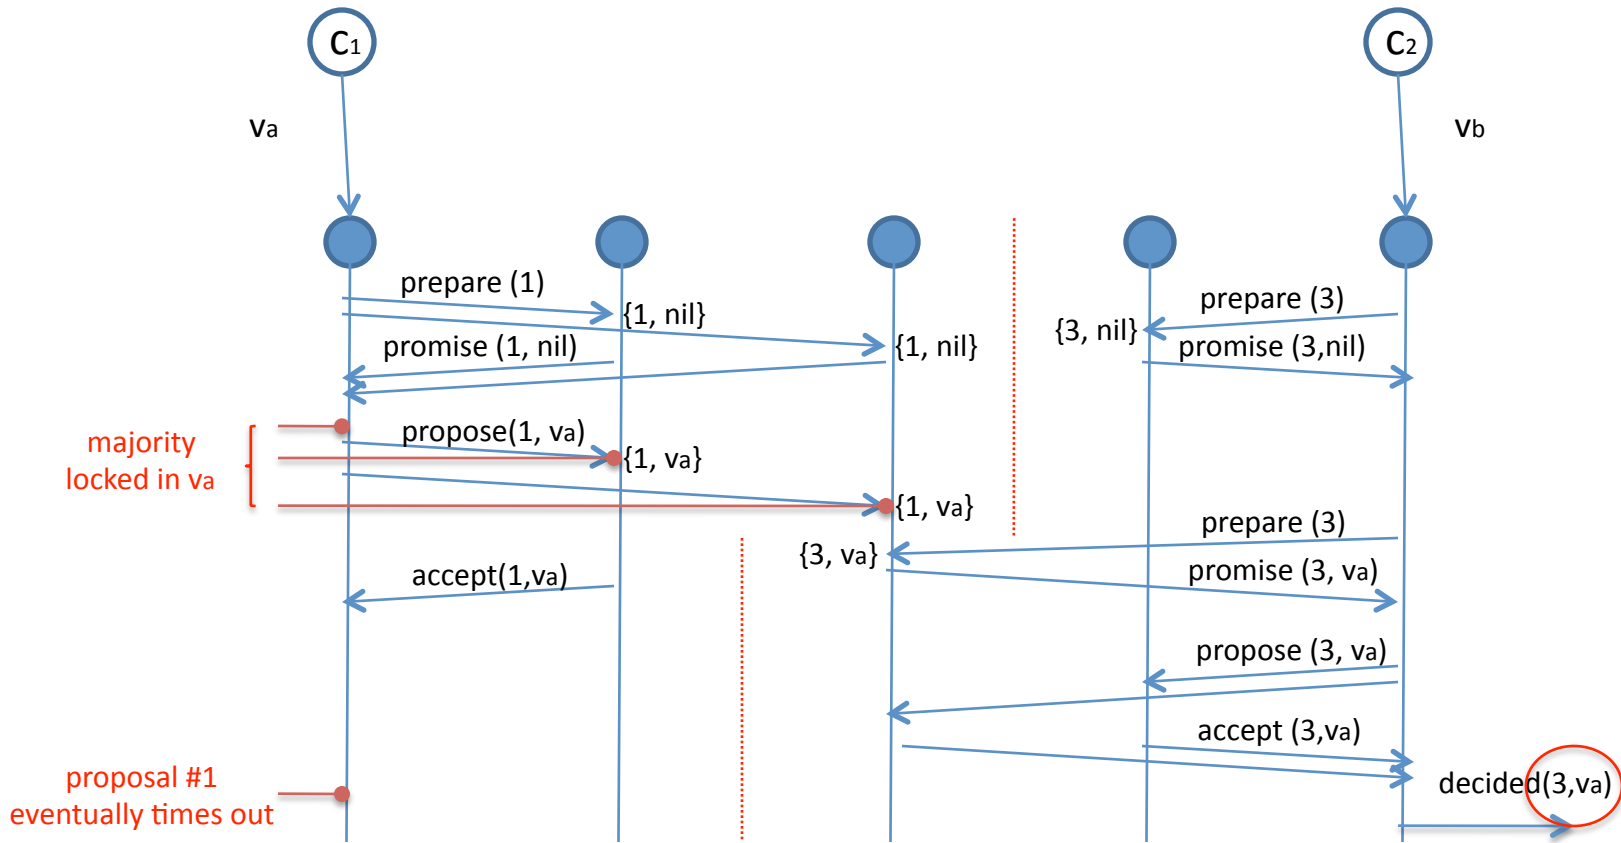 C1
C2
va
vb
prepare (1)
{1, nil}
{1, nil}
promise (1, nil)
prepare (3)
{3, nil}
promise (3,nil)
majority
locked in va
propose(1, va)
{1, va}
{1, va}
prepare (3)
{3, va}
accept(1,va)
promise (3, va)
propose (3, va)
accept (3,va)
proposal #1
eventually times out
decided(3,va)